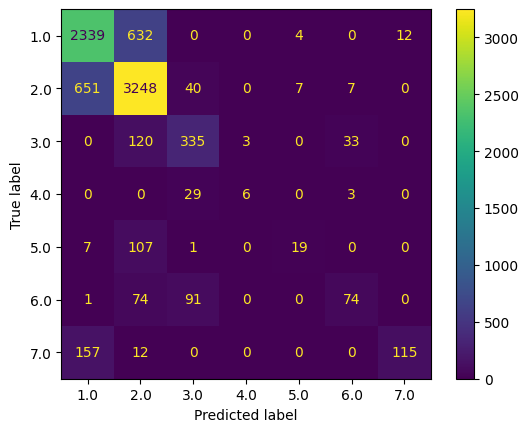 1.0 2339 632 0 0 4 0 12
2.0 651 3248 40 0 7 7 0
3.0 0 120 335 3 0 33 0
4.0 0 0 29 6 0 3 0
5.0 7 107 1 0 19 0 0
6.0 1 74 91 0 0 74 0
7.0 157 12 0 0 0 0 115
1.0 2.0 3.0 4.0 5.0 6.0 7.0
Predicted label
True label
3000
2500
2000
1500
1000
500
0